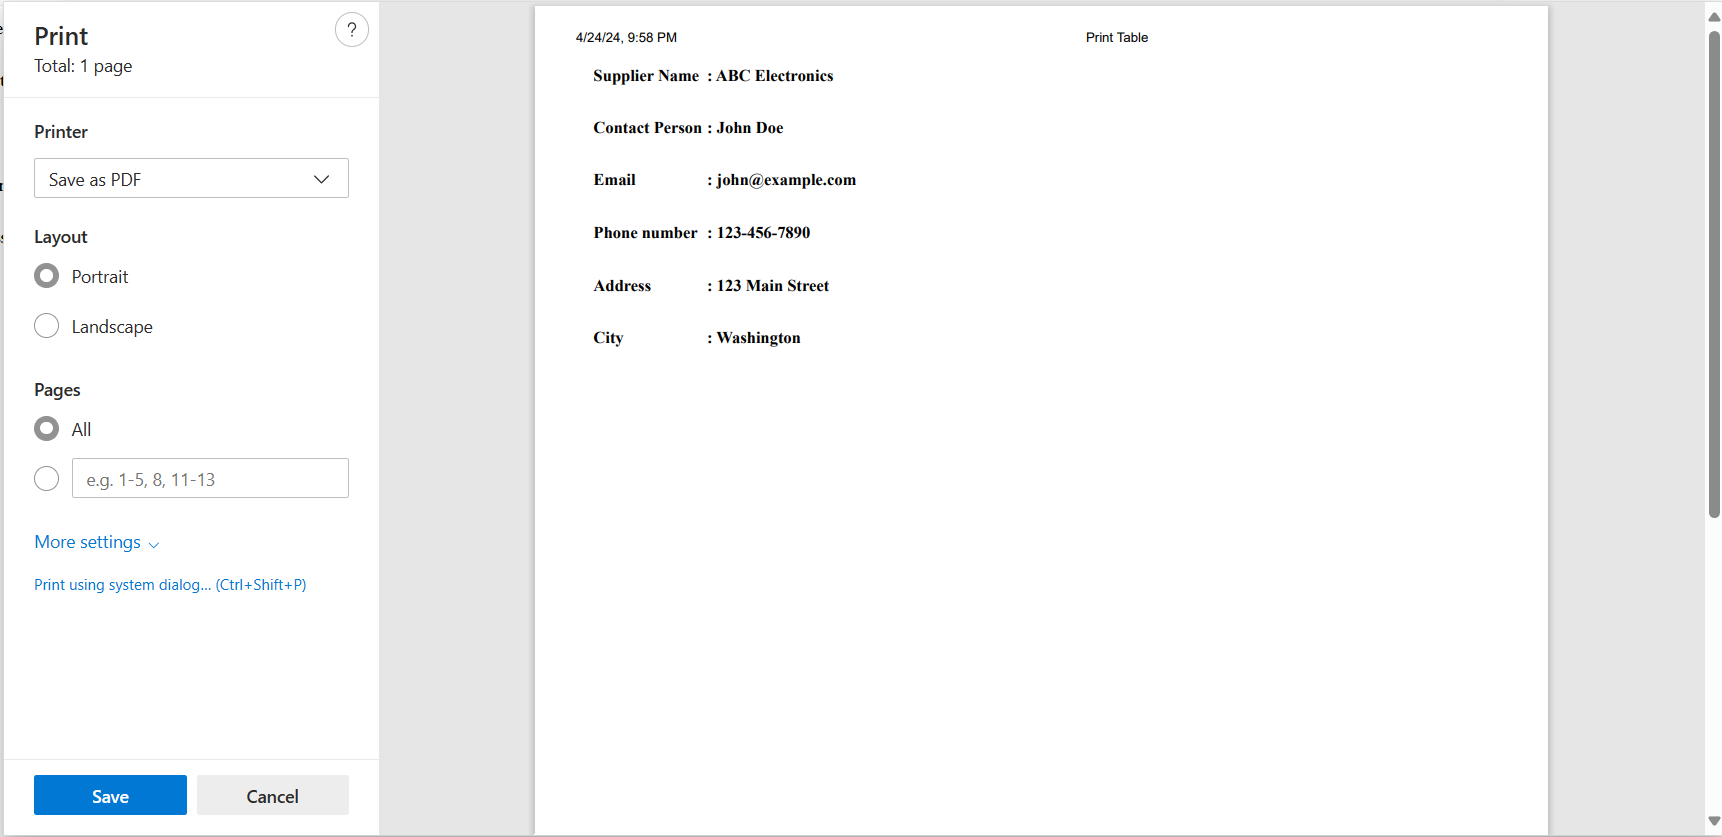 Print
?
Total: 1 page
Printer
Save as PDF
Layout
Portrait
Landscape
Pages
All
e.g. 1-5, 8, 11-13
More settings
Print using system dialog... (Ctrl+Shift+P)
Save
Cancel
4/24/24, 9:58 PM
Print Table
Supplier Name : ABC Electronics
Contact Person : John Doe
Email : john@example.com
Phone number : 123-456-7890
Address : 123 Main Street
City : Washington